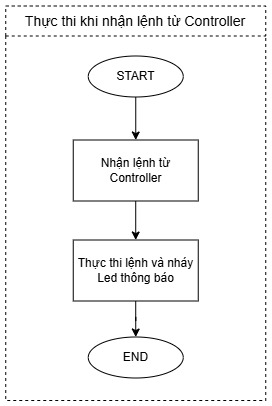 Thực thi khi nhận lệnh từ Controller
START
Nhận lệnh từ
Controller
Thực thi lệnh và nháy
Led thông báo
END